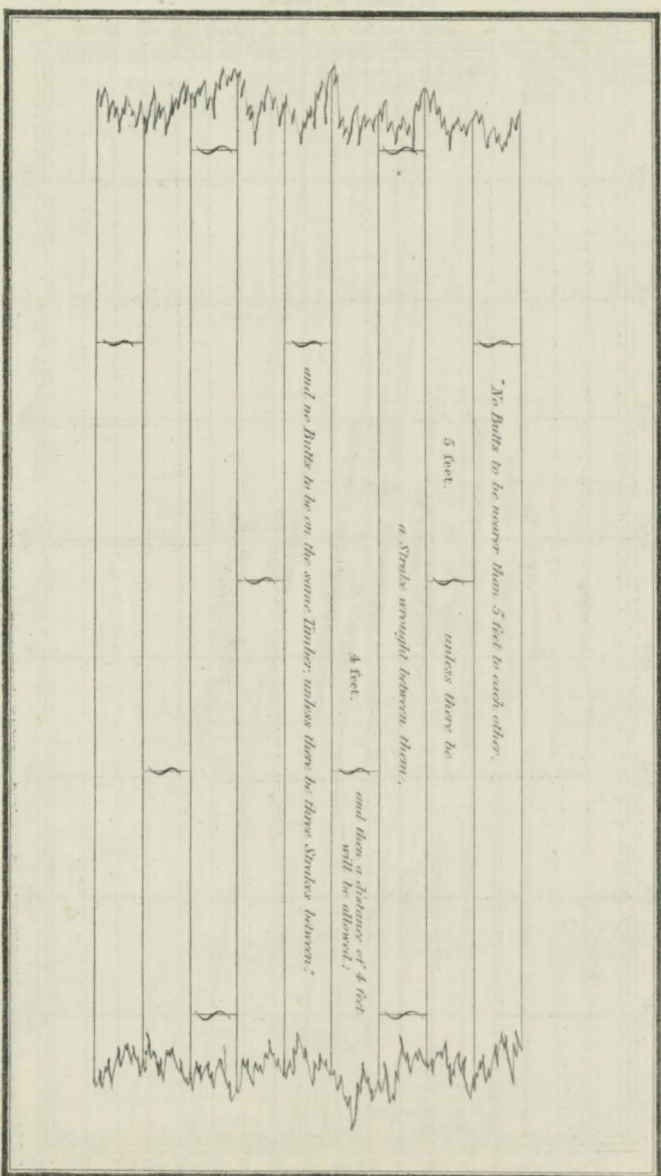 "No Butts to be nearer than 5 feet to each other.
5 feet. unless there be
a Strake wrought between them,
4 feet. and then a distance of 4 feet
will be allowed;
and no Butts to be on the same Timber, unless there be three Strakes between."